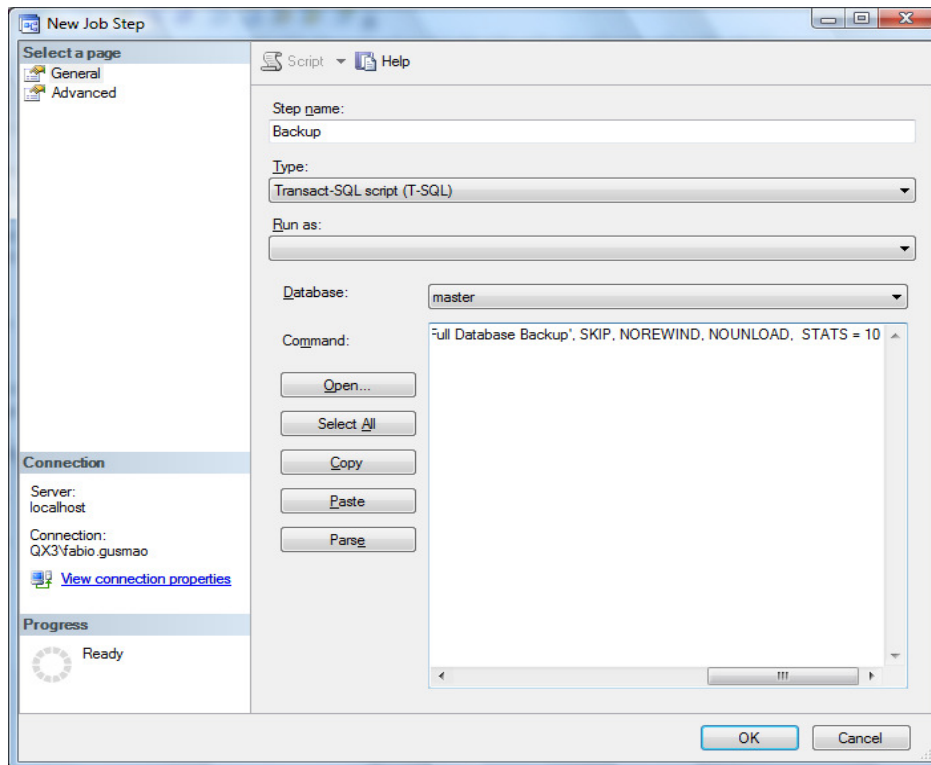 New Job Step
Select a page
General
Advanced
Script
Help
Step name:
Backup
Type:
Transact-SQL script (T-SQL)
Run as:
Database:
master
Command:
Full Database Backup', SKIP, NOREWIND, NOUNLOAD,  STATS = 10
Open...
Select All
Copy
Paste
Parse
Connection
Server:
localhost
Connection:
QX3\fabio.gusmao
View connection properties
Progress
Ready
OK
Cancel